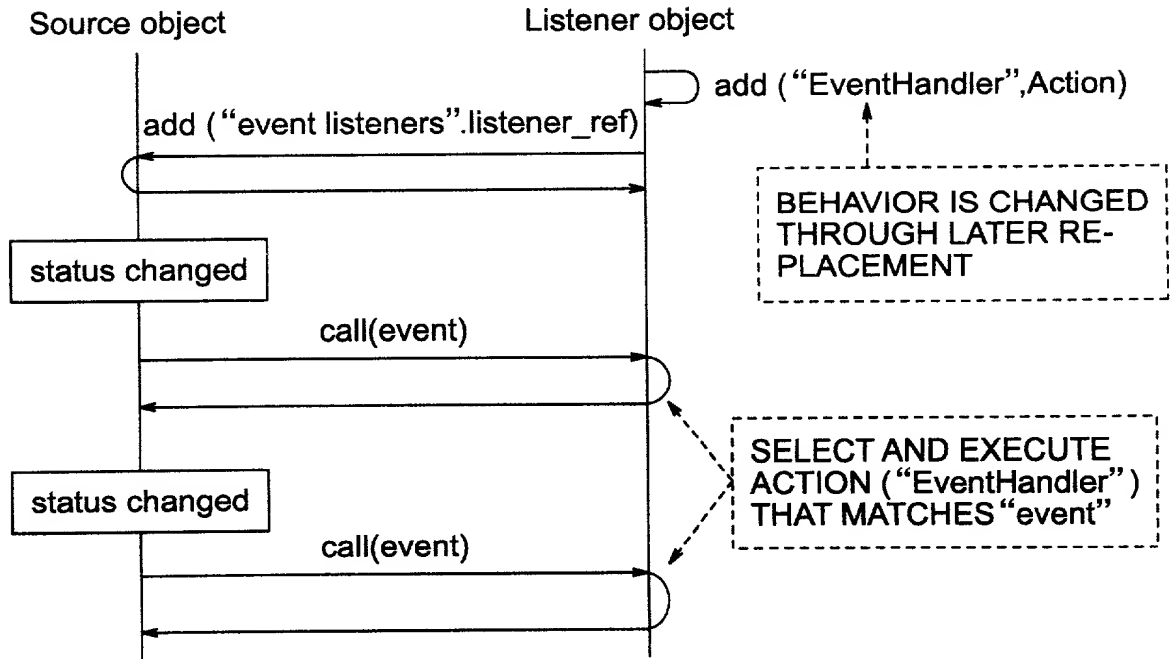 Source object
Listener object
add (“EventHandler”,Action)
add (“event listeners”.listener_ref)
BEHAVIOR IS CHANGED
THROUGH LATER RE-
PLACEMENT
status changed
call(event)
SELECT AND EXECUTE
ACTION (“EventHandler”)
THAT MATCHES “event”
status changed
call(event)